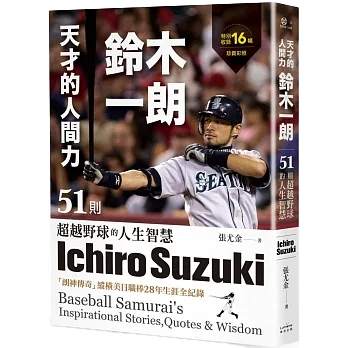 天才的人間力
鈴木
一朗
特別
收錄16幅
珍貴彩照
SEATTLE
51則
超越野球的人生智慧
張尤金 著
Ichiro Suzuki
「朗神傳奇」縱橫美日職棒28年生涯全紀錄
Baseball Samurai's
Inspirational Stories, Quotes & Wisdom
天才的人間力
鈴木一朗
51則超越野球的人生智慧
Ichiro
Suzuki
張尤金 著